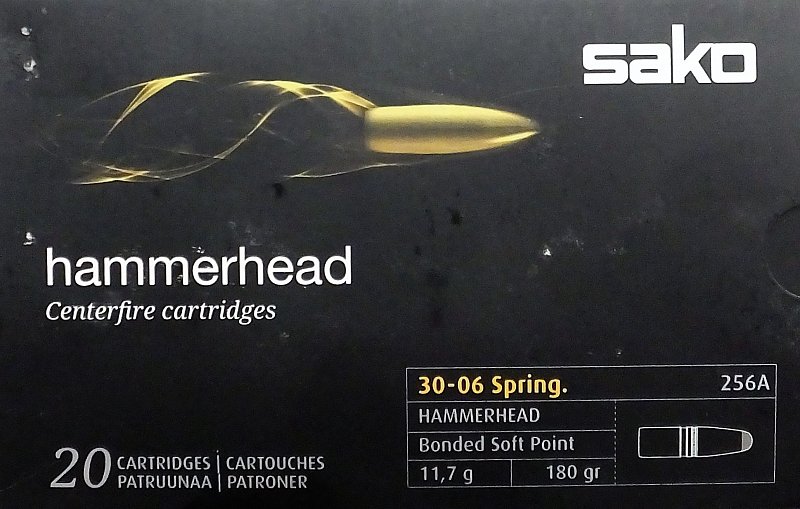 sako
hammerhead
Centerfire cartridges
30-06 Spring. 256A
HAMMERHEAD
Bonded Soft Point
11,7 g 180 gr
20 CARTRIDGES | CARTOUCHES
PATRUUNAA | PATRONER